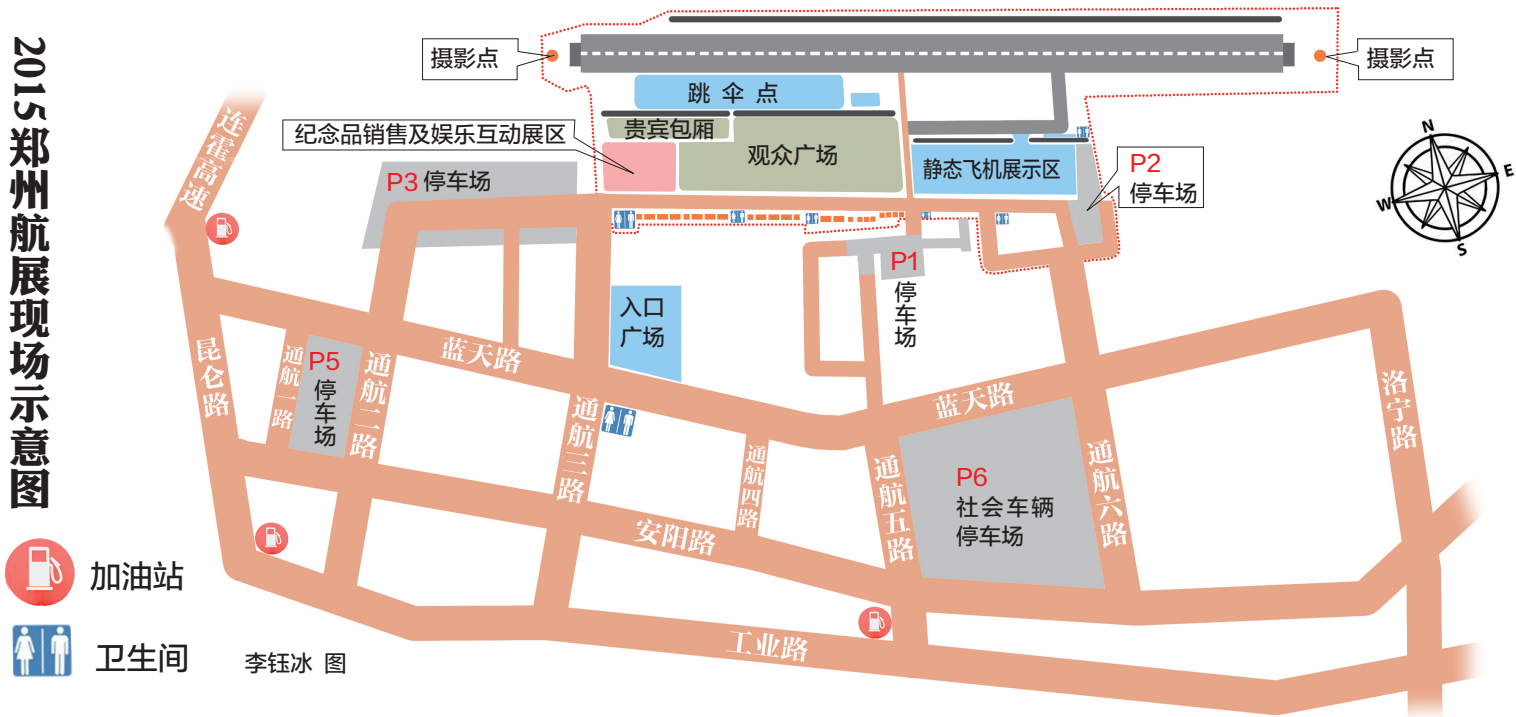 2015郑州航展现场示意图
摄影点
摄影点
跳伞点
贵宾包厢
纪念品销售及娱乐互动展区
观众广场
静态飞机展示区
P2
停车场
P3 停车场
连霍高速
P1
停车场
入口
广场
N
E
W
S
昆仑路
通航一路
P5
停车场
通航二路
蓝天路
通航三路
蓝天路
洛宁路
通航四路
通航五路
P6
社会车辆
停车场
通航六路
安阳路
工业路
加油站
卫生间
李钰冰 图